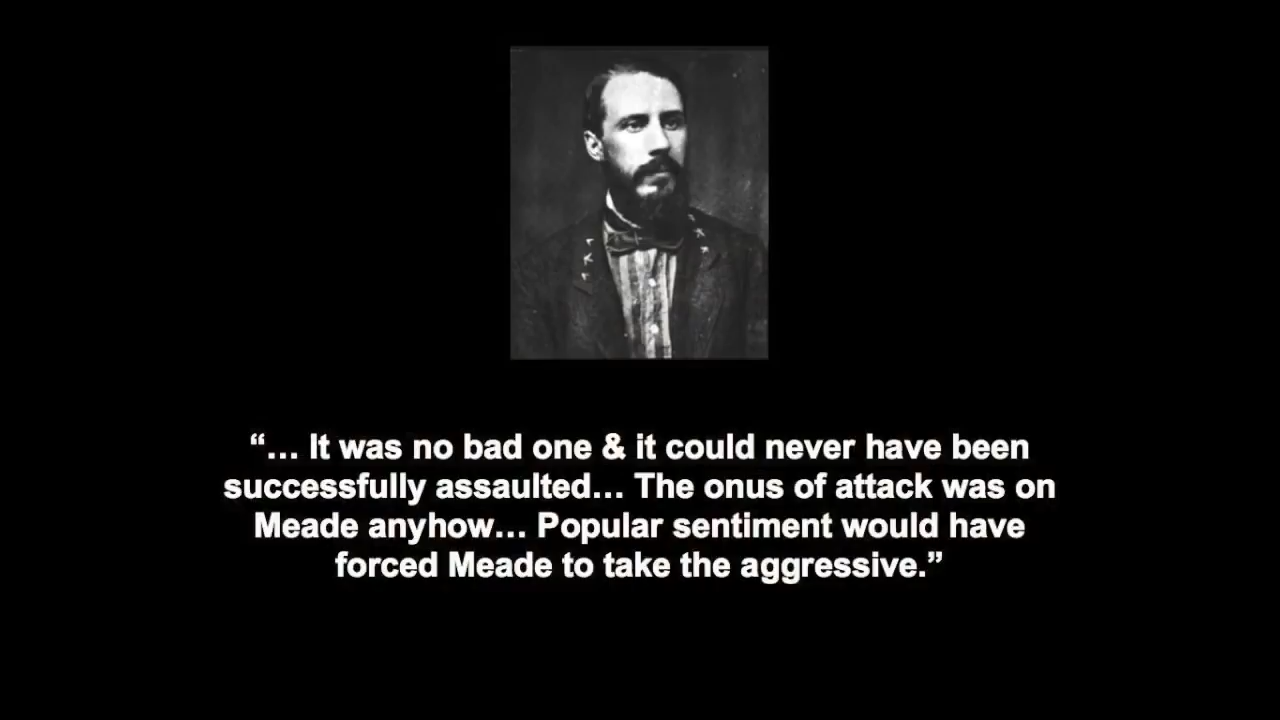 “... It was no bad one & it could never have been
successfully assaulted... The onus of attack was on
Meade anyhow... Popular sentiment would have
forced Meade to take the aggressive.”